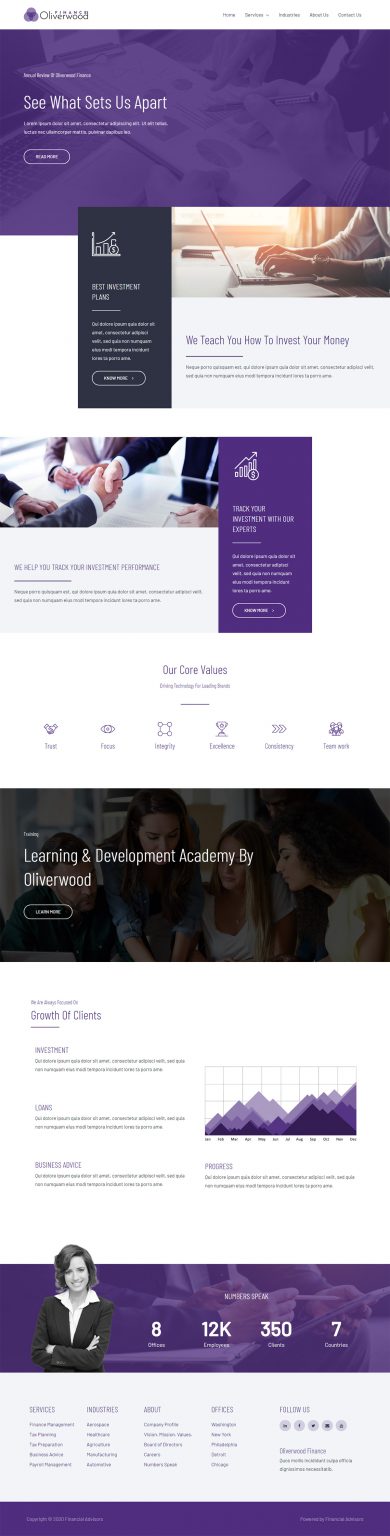 FINANCE
Oliverwood
Home
Services
Industries
About Us
Contact Us
Annual Review Of Oliverwood Finance
See What Sets Us Apart
Lorem ipsum dolor sit amet, consectetur adipiscing elit. Ut elit tellus,
luctus nec ullamcorper mattis, pulvinar dapibus leo.
READ MORE
BEST INVESTMENT
PLANS
Qui dolore ipsum quia dolor sit
amet, consectetur adipisci
velit, sed quia non numquam
eius modi tempora incidunt
ut labore porro ame.
KNOW MORE
We Teach You How To Invest Your Money
Neque porro quisquam est, qui dolore ipsum quia dolor sit amet, consectetur adipisci velit,
sed quia non numquam eius modi tempora incidunt ut labore porro ame.
WE HELP YOU TRACK YOUR INVESTMENT PERFORMANCE
Neque porro quisquam est, qui dolore ipsum quia dolor sit amet, consectetur adipisci velit,
sed quia non numquam eius modi tempora incidunt ut labore porro ame.
TRACK YOUR
INVESTMENT WITH OUR
EXPERTS
Qui dolore ipsum quia dolor sit
amet, consectetur adipisci
velit, sed quia non numquam
eius modi tempora incidunt
ut labore porro ame.
KNOW MORE
Our Core Values
Driving Technology For Leading Brands
Trust
Focus
Integrity
Excellence
Consistency
Team work
Training
Learning & Development Academy By
Oliverwood
LEARN MORE
We Are Always Focused On
Growth Of Clients
INVESTMENT
Qui dolore ipsum quia dolor sit amet, consectetur adipisci velit, sed quia
non numquam eius modi tempora incidunt ut labore porro ame.
LOANS
Qui dolore ipsum quia dolor sit amet, consectetur adipisci velit, sed quia
non numquam eius modi tempora incidunt ut labore porro ame.
BUSINESS ADVICE
Qui dolore ipsum quia dolor sit amet, consectetur adipisci velit, sed quia
non numquam eius modi tempora incidunt ut labore porro ame.
Jan Feb Mar Apr May Jun Jul Aug Sep Oct Nov Dec
PROGRESS
Qui dolore ipsum quia dolor sit amet, consectetur adipisci velit, sed quia
non numquam eius modi tempora incidunt ut labore porro ame.
NUMBERS SPEAK
8
Offices
12K
Employees
350
Clients
7
Countries
SERVICES
Finance Management
Tax Planning
Tax Preparation
Business Advice
Payroll Management
INDUSTRIES
Aerospace
Healthcare
Agriculture
Manufacturing
Automotive
ABOUT
Company Profile
Vision. Mission. Values.
Board of Directors
Careers
Numbers Speak
OFFICES
Washington
New York
Philadelphia
Detroit
Chicago
FOLLOW US
Oliverwood Finance
Quos mollis incididunt culpa officia
dignissimos necessitatib.
Copyright © 2020 Financial Advisors
Powered by Financial Advisors